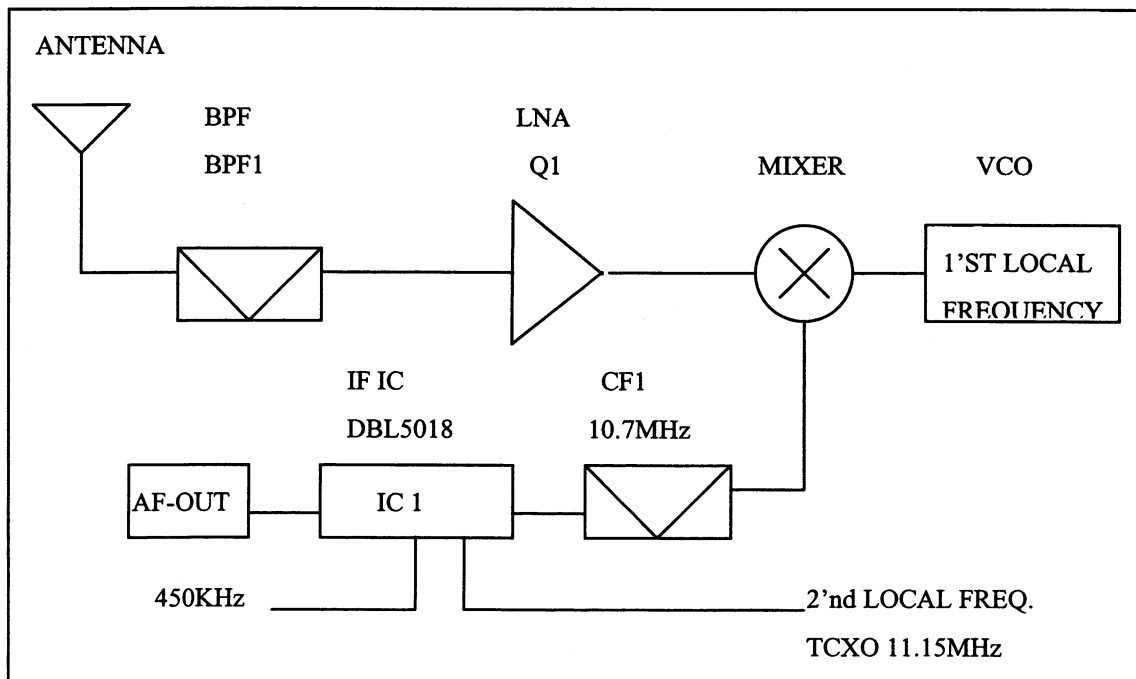 ANTENNA
BPF
BPF1
LNA
Q1
MIXER
VCO
1'ST LOCAL
FREQUENCY
IF IC
DBL5018
CF1
10.7MHz
AF-OUT
IC 1
450KHz
2'nd LOCAL FREQ.
TCXO 11.15MHz